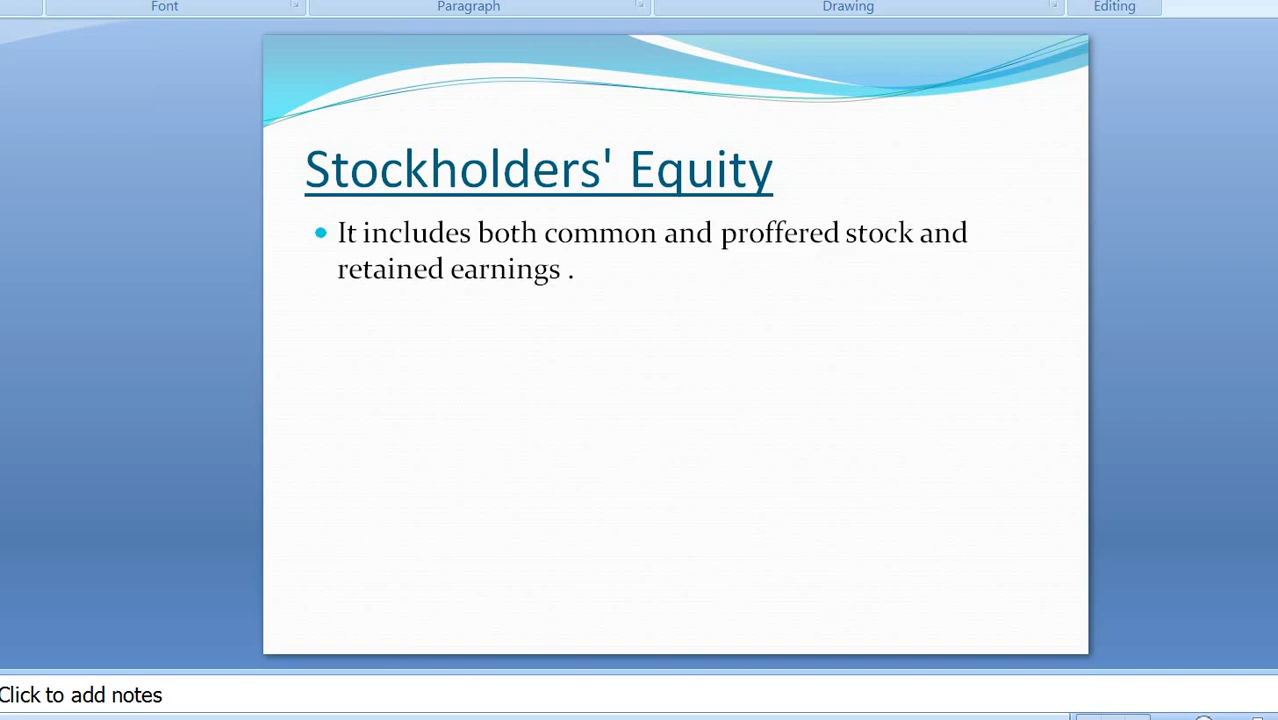 Font Paragraph Drawing Editing
Stockholders' Equity
It includes both common and proffered stock and
retained earnings .
Click to add notes